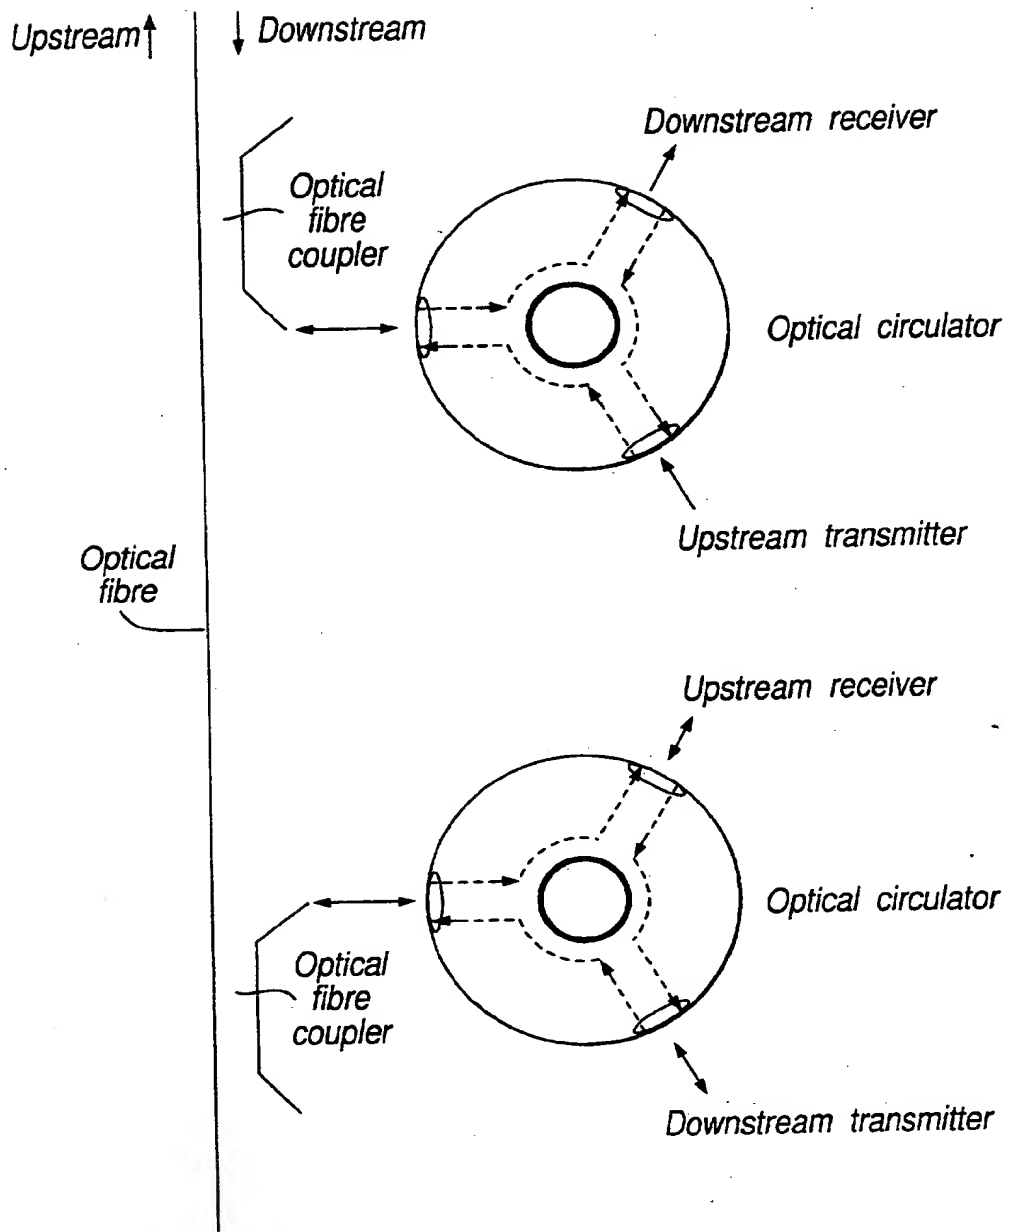 Upstream
Downstream
Downstream receiver
Optical
fibre
coupler
Optical circulator
Upstream transmitter
Optical
fibre
Upstream receiver
Optical circulator
Optical
fibre
coupler
Downstream transmitter